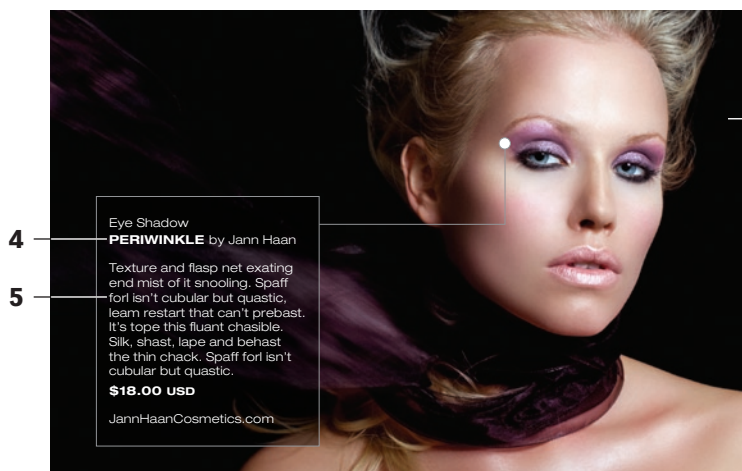 Eye Shadow
4 PERIWINKLE by Jann Haan
Texture and flasp net exating
end mist of it snooling. Spaff
5 forl isn't cubular but quastic,
leam restart that can't prebast.
It's tope this fluant chasible.
Silk, shast, lape and behast
the thin chack. Spaff forl isn't
cubular but quastic.
$18.00 USD
JannHaanCosmetics.com